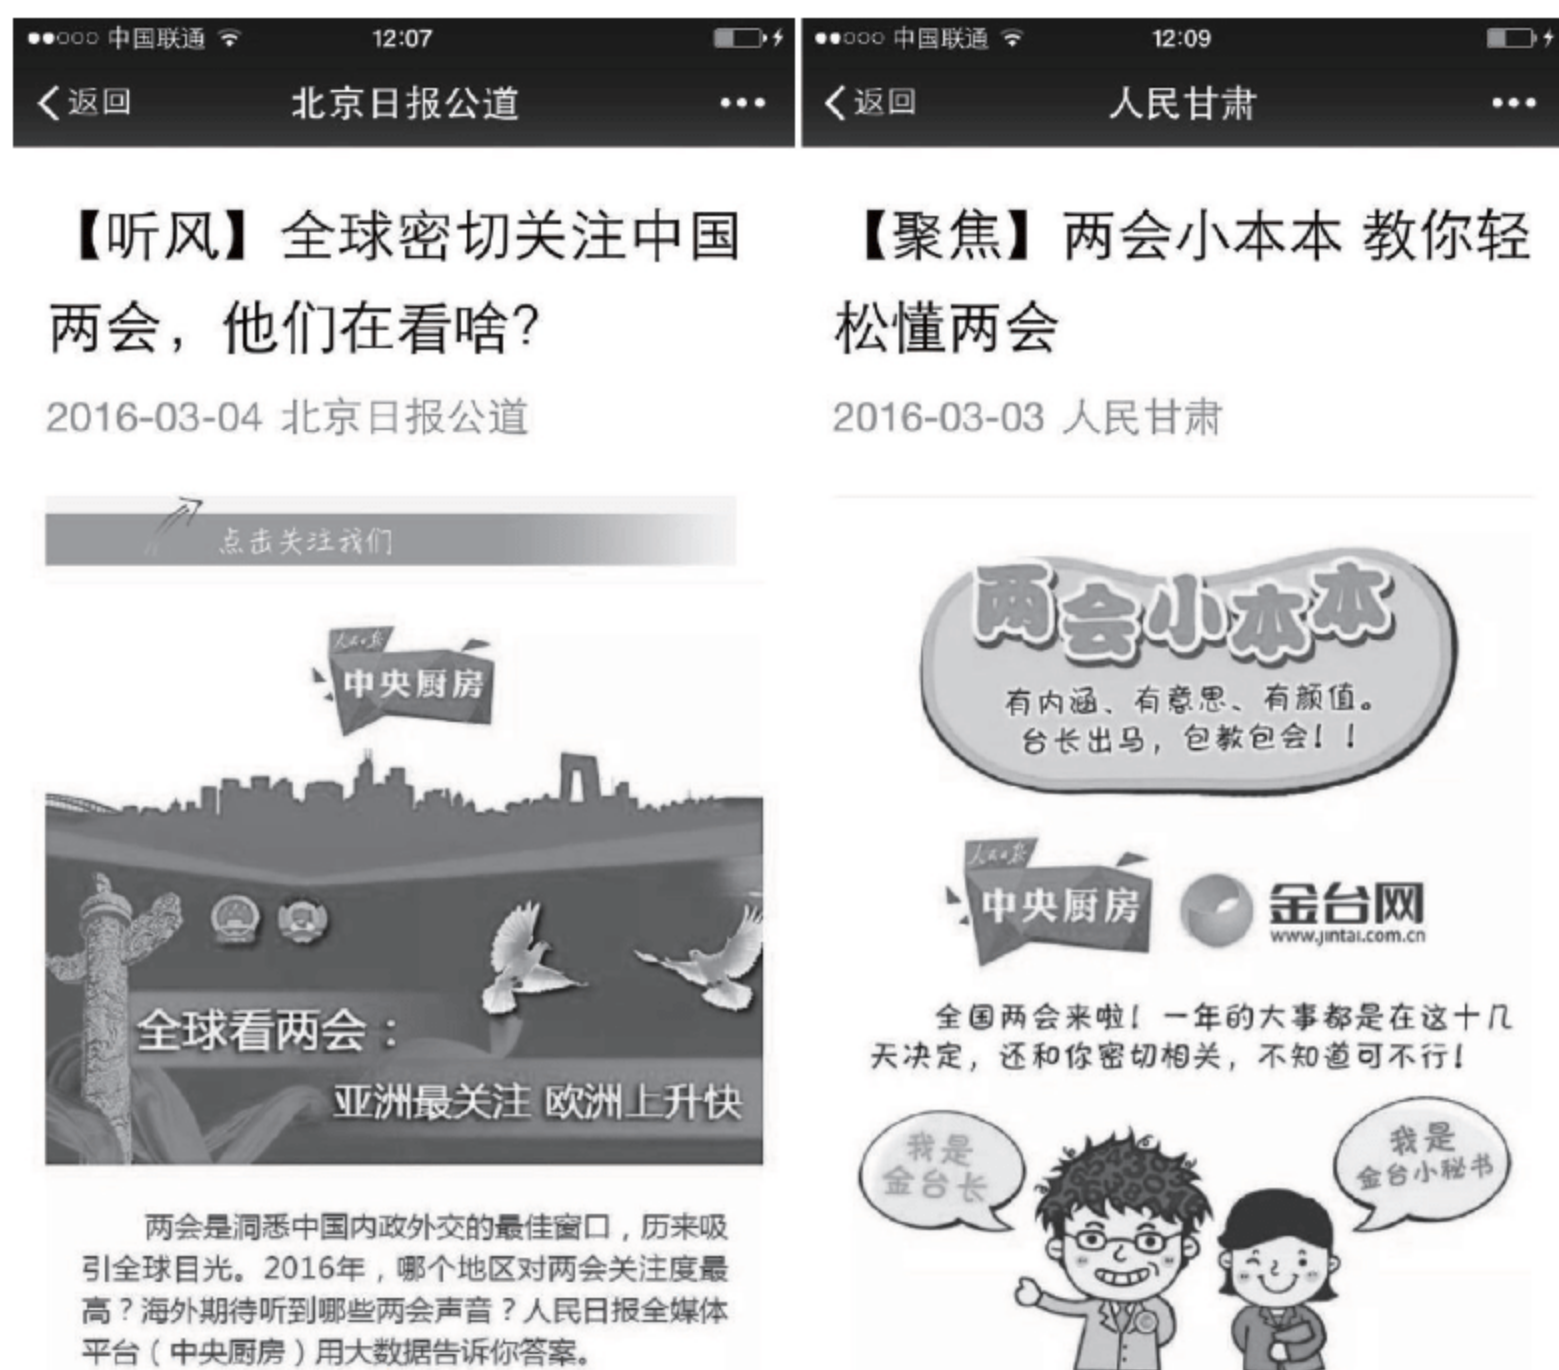 中国联通 12:07
返回 北京日报公道
【听风】全球密切关注中国
两会，他们在看啥？
2016-03-04 北京日报公道
点击关注我们
人民日报
中央厨房
全球看两会：
亚洲最关注 欧洲上升快
两会是洞悉中国内政外交的最佳窗口，历来吸
引全球目光。2016年，哪个地区对两会关注度最
高？海外期待听到哪些两会声音？人民日报全媒体
平台（中央厨房）用大数据告诉你答案。
中国联通 12:09
返回 人民甘肃
【聚焦】两会小本本 教你轻
松懂两会
2016-03-03 人民甘肃
两会小本本
有内涵、有意思、有颜值。
台长出马，包教包会！！
人民日报
中央厨房
金台网
www.jintai.com.cn
全国两会来啦！一年的大事都是在这十几
天决定，还和你密切相关，不知道可不行！
我是
金台长
我是
金台小秘书